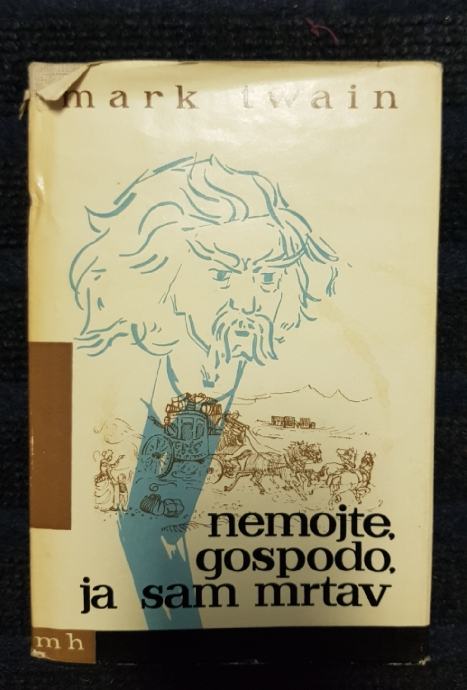 mark twain
nemojte,
gospodo,
ja sam mrtav
mh